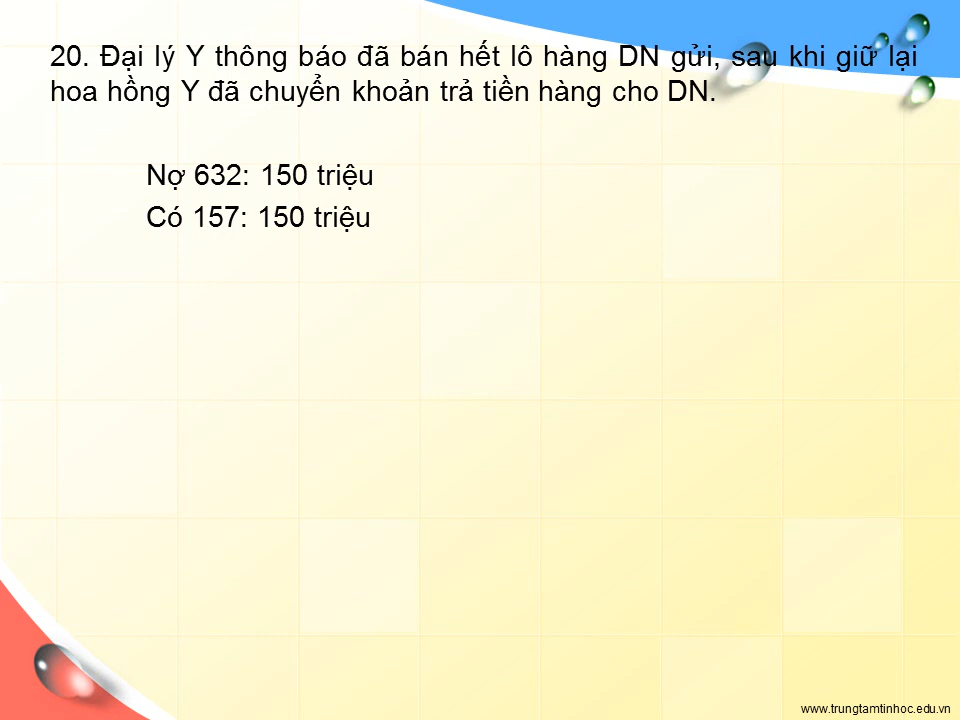 20. Đại lý Y thông báo đã bán hết lô hàng DN gửi, sau khi giữ lại
hoa hồng Y đã chuyển khoản trả tiền hàng cho DN.
Nợ 632: 150 triệu
Có 157: 150 triệu
www.trungtamtinhoc.edu.vn